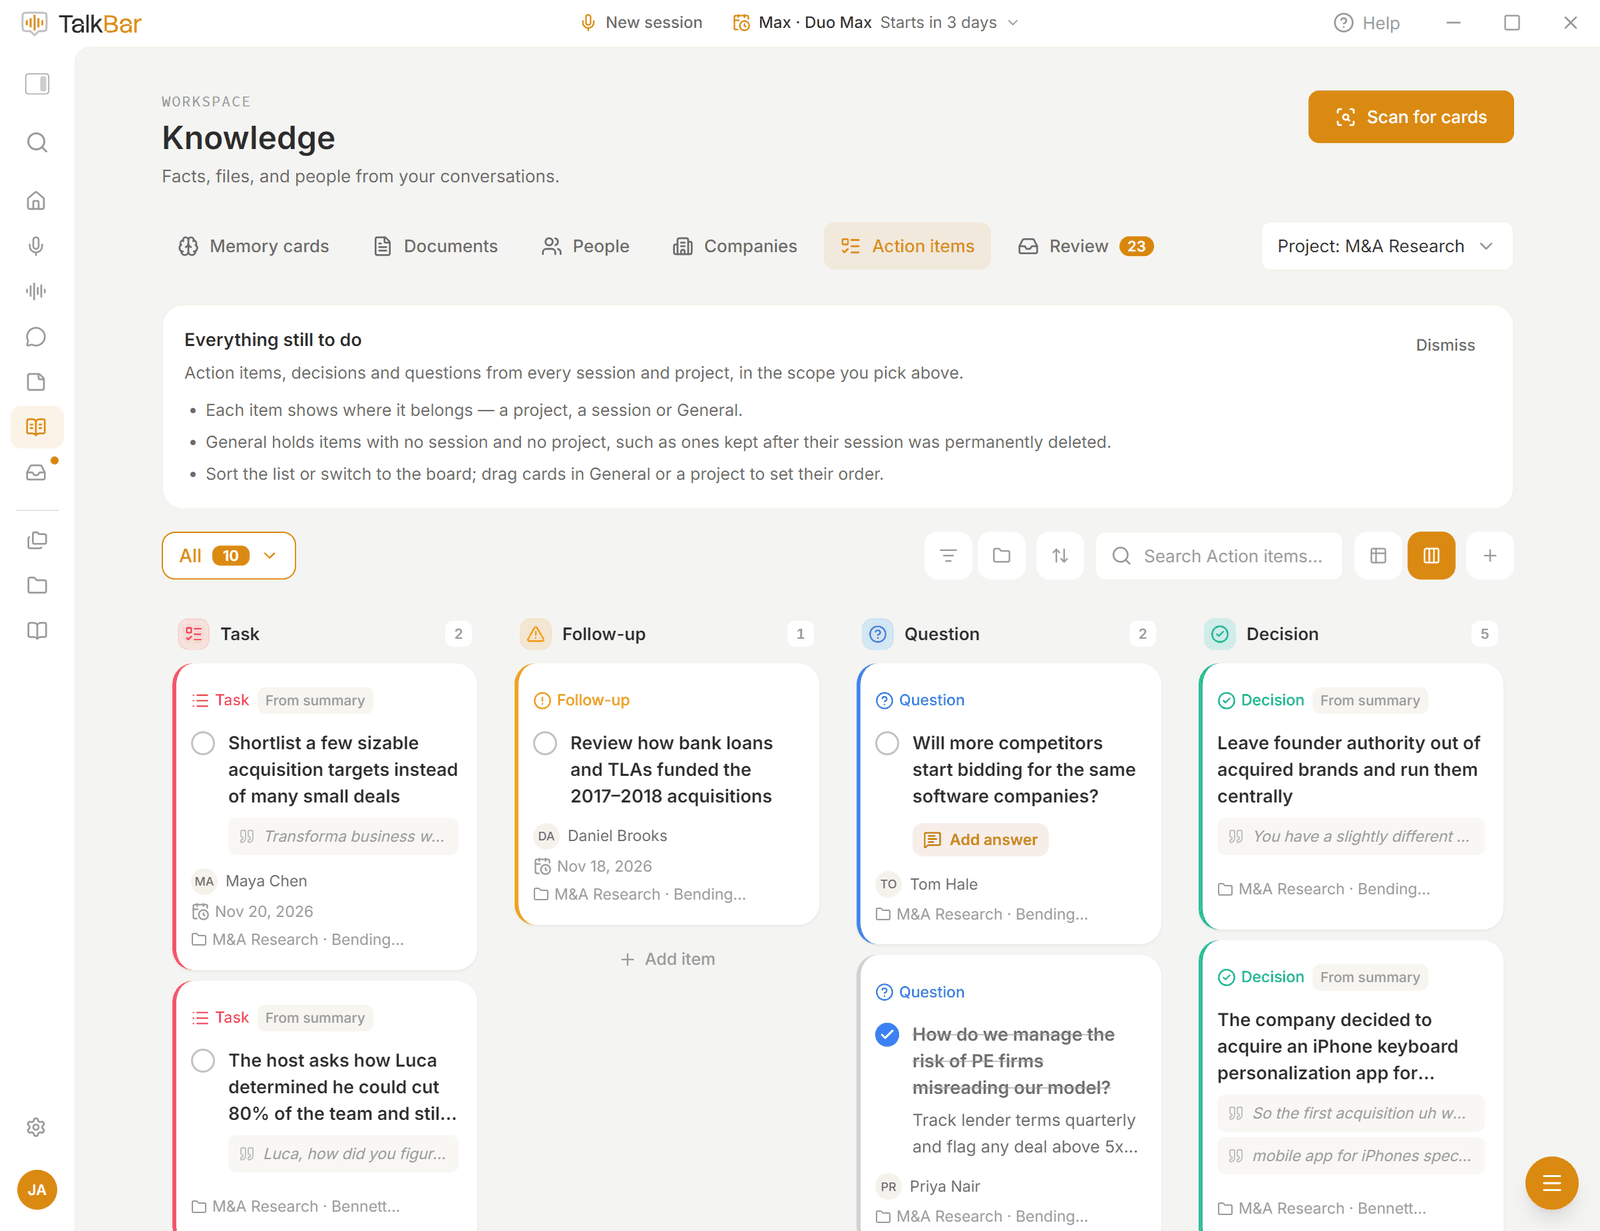 TalkBar
New session
Max · Duo Max Starts in 3 days
Help
WORKSPACE
Knowledge
Facts, files, and people from your conversations.
Scan for cards
Memory cards
Documents
People
Companies
Action items
Review 23
Project: M&A Research
Everything still to do
Dismiss
Action items, decisions and questions from every session and project, in the scope you pick above.
• Each item shows where it belongs — a project, a session or General.
• General holds items with no session and no project, such as ones kept after their session was permanently deleted.
• Sort the list or switch to the board; drag cards in General or a project to set their order.
All 10
Search Action items...
Task 2
Task From summary
Shortlist a few sizable
acquisition targets instead
of many small deals
Transforma business w...
MA Maya Chen
Nov 20, 2026
M&A Research · Bending...
Task From summary
The host asks how Luca
determined he could cut
80% of the team and stil...
Luca, how did you figur...
M&A Research · Bennett...
Follow-up 1
Follow-up
Review how bank loans
and TLAs funded the
2017–2018 acquisitions
DA Daniel Brooks
Nov 18, 2026
M&A Research · Bending...
+ Add item
Question 2
Question
Will more competitors
start bidding for the same
software companies?
Add answer
TO Tom Hale
M&A Research · Bending...
Question
How do we manage the
risk of PE firms
misreading our model?
Track lender terms quarterly
and flag any deal above 5x...
PR Priya Nair
M&A Research · Bending...
Decision 5
Decision From summary
Leave founder authority out of
acquired brands and run them
centrally
You have a slightly different ...
M&A Research · Bending...
Decision From summary
The company decided to
acquire an iPhone keyboard
personalization app for...
So the first acquisition uh w...
mobile app for iPhones spec...
M&A Research · Bennett...
JA